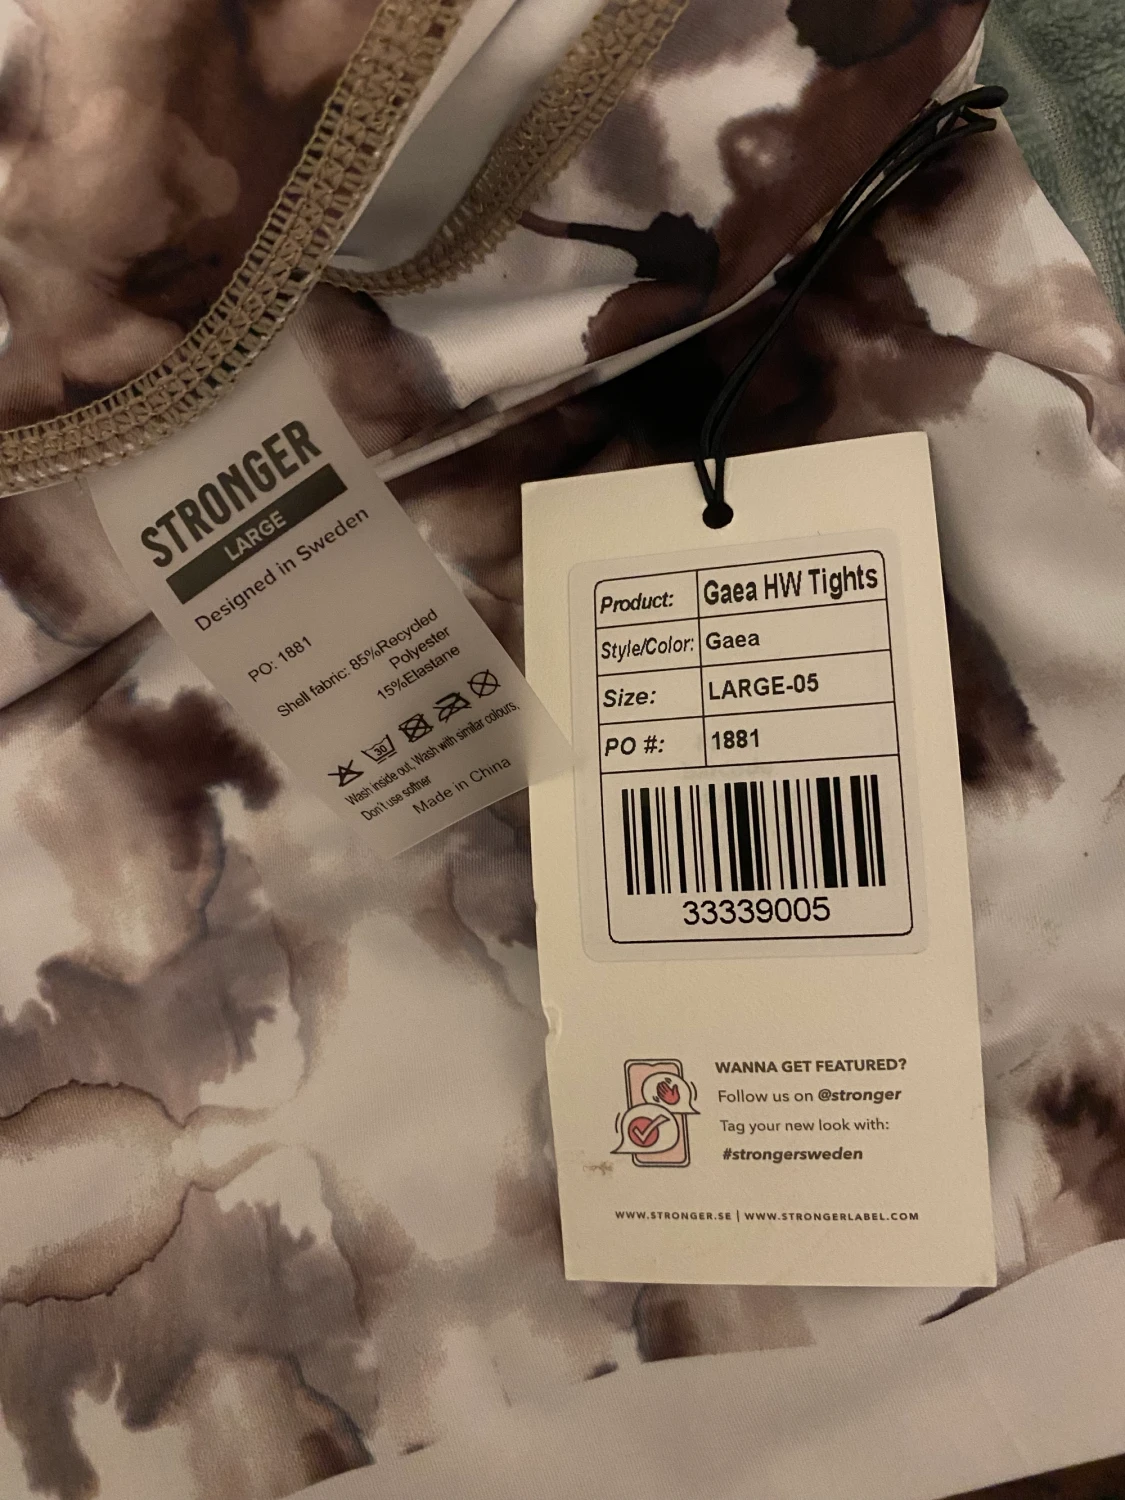 STRONGER
LARGE
Designed in Sweden
PO: 1881
Shell fabric: 85%Recycled
Polyester
15%Elastane
30
Wash inside out, Wash with similar colours,
Don't use softner
Made in China
Product: Gaea HW Tights
Style/Color: Gaea
Size: LARGE-05
PO #: 1881
33339005
WANNA GET FEATURED?
Follow us on @stronger
Tag your new look with:
#strongersweden
WWW.STRONGER.SE | WWW.STRONGERLABEL.COM